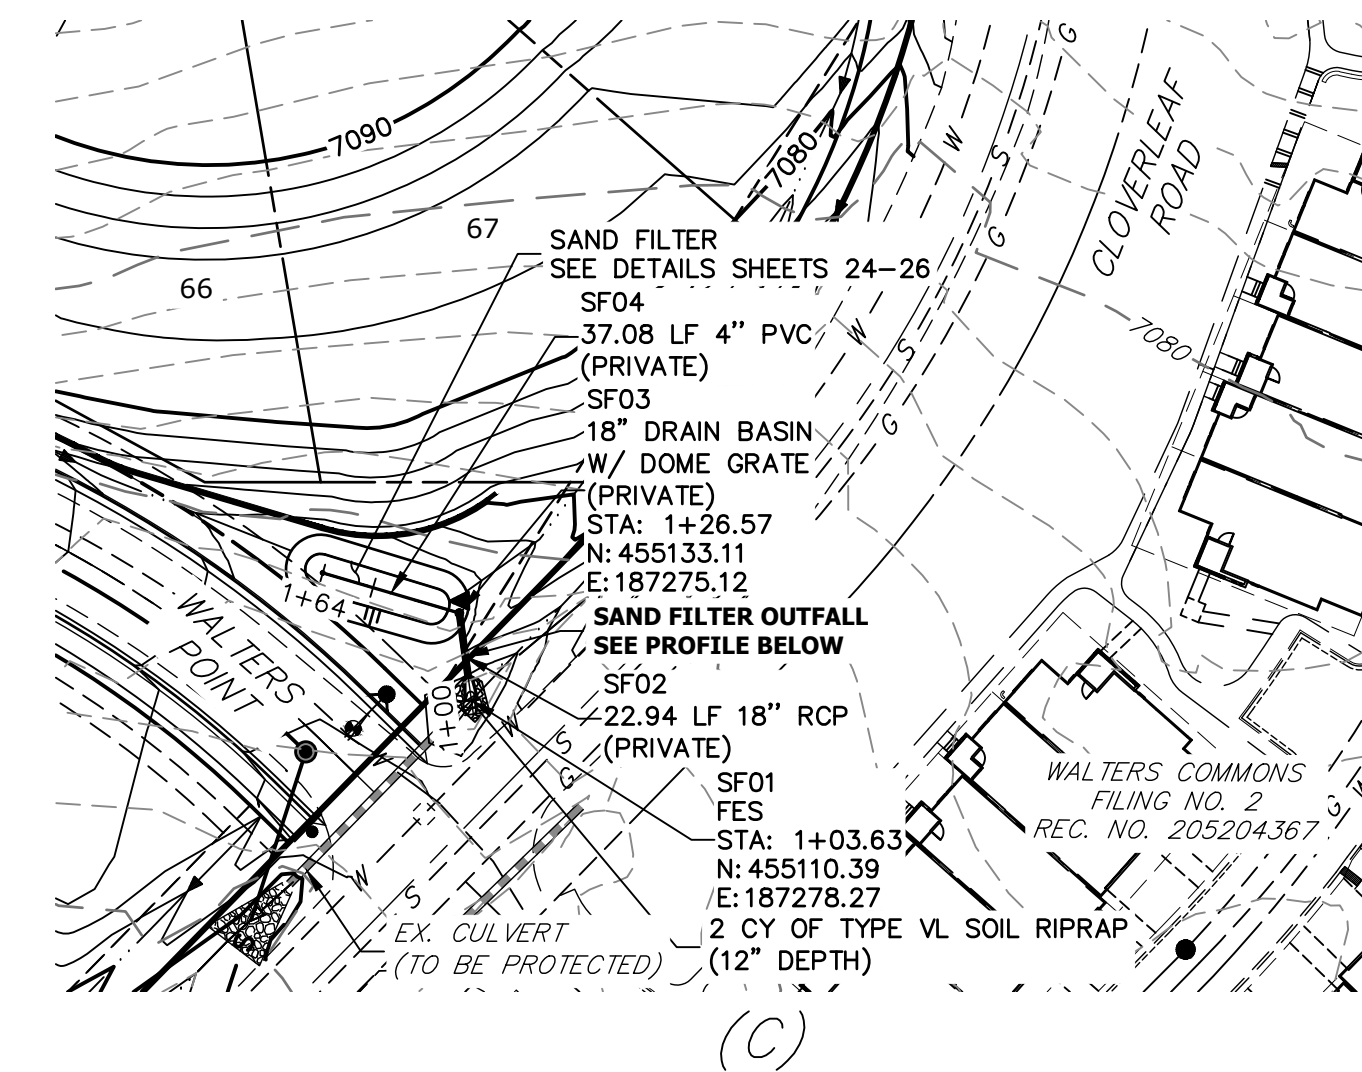 7090
7080
W
S
G
G
CLOVERLEAF
ROAD
67
66
SAND FILTER
SEE DETAILS SHEETS 24-26
SF04
37.08 LF 4" PVC
(PRIVATE)
W
S
G
7080
SF03
18" DRAIN BASIN
W/ DOME GRATE
(PRIVATE)
STA: 1+26.57
N: 455133.11
E: 187275.12
1+64
WALTERS
POINT
SAND FILTER OUTFALL
SEE PROFILE BELOW
SF02
22.94 LF 18" RCP
(PRIVATE)
1+00
W
S
G
SF01
FES
STA: 1+03.63
N: 455110.39
E: 187278.27
WALTERS COMMONS
FILING NO. 2
REC. NO. 205204367
G
W
W
S
EX. CULVERT
(TO BE PROTECTED)
2 CY OF TYPE VL SOIL RIPRAP
(12" DEPTH)
(C)